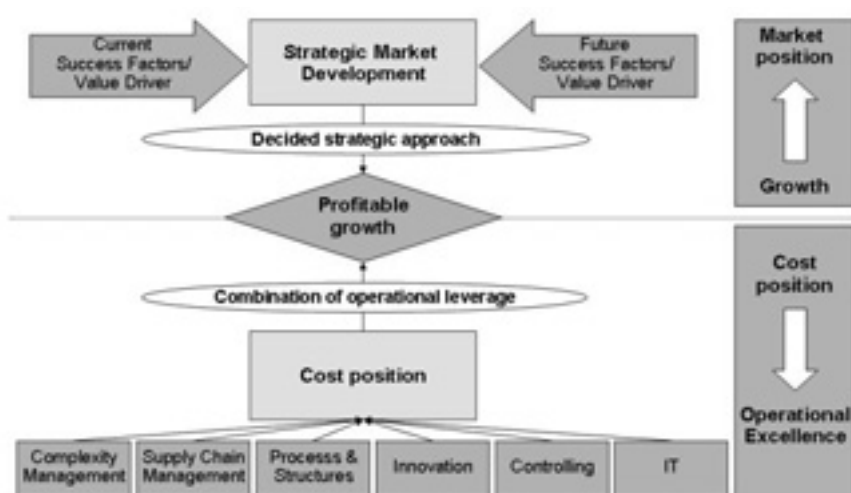 Current
Success Factors/
Value Driver
Strategic Market
Development
Future
Success Factors/
Value Driver
Market
position
Decided strategic approach
Growth
Profitable
growth
Cost
position
Combination of operational leverage
Cost position
Operational
Excellence
Complexity
Management
Supply Chain
Management
Processs &
Structures
Innovation
Controlling
IT